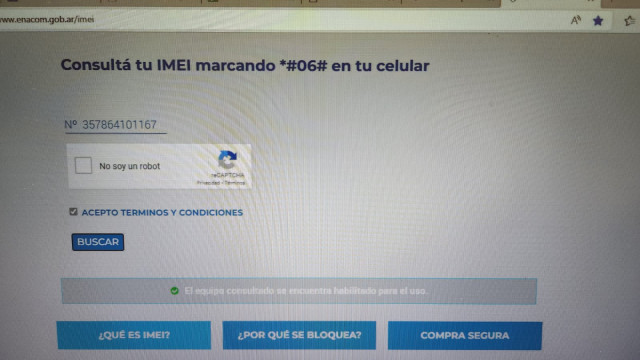 www.enacom.gob.ar/imei
Consultá tu IMEI marcando *#06# en tu celular
Nº 357864101167
No soy un robot
reCAPTCHA
Privacidad - Términos
ACEPTO TERMINOS Y CONDICIONES
BUSCAR
El equipo consultado se encuentra habilitado para el uso.
¿QUÉ ES IMEI?
¿POR QUÉ SE BLOQUEA?
COMPRA SEGURA